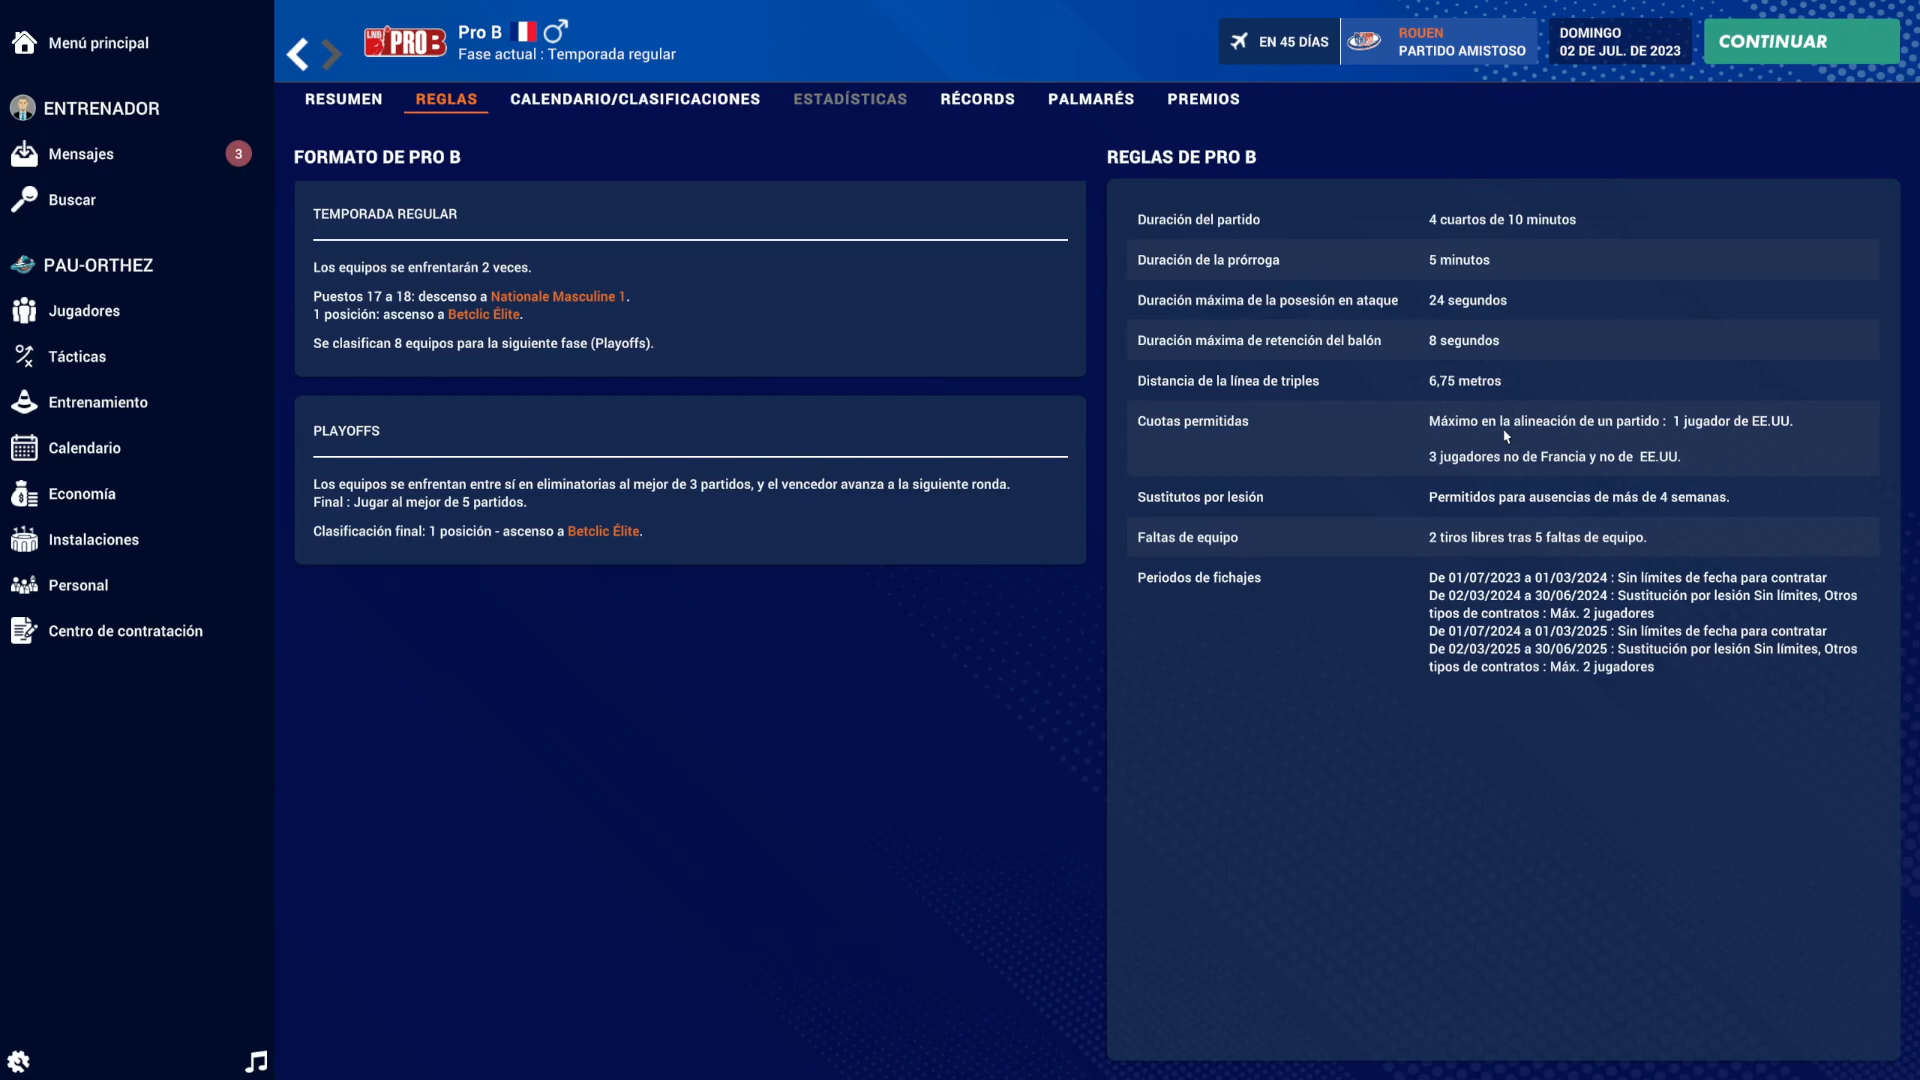 Menú principal
ENTRENADOR
Mensajes
3
Buscar
PAU-ORTHEZ
Jugadores
Tácticas
Entrenamiento
Calendario
Economía
Instalaciones
Personal
Centro de contratación
LNB PRO B
Pro B
Fase actual : Temporada regular
EN 45 DÍAS
ROUEN
PARTIDO AMISTOSO
DOMINGO
02 DE JUL. DE 2023
CONTINUAR
RESUMEN
REGLAS
CALENDARIO/CLASIFICACIONES
ESTADÍSTICAS
RÉCORDS
PALMARÉS
PREMIOS
FORMATO DE PRO B
TEMPORADA REGULAR
Los equipos se enfrentarán 2 veces.
Puestos 17 a 18: descenso a Nationale Masculine 1.
1 posición: ascenso a Betclic Élite.
Se clasifican 8 equipos para la siguiente fase (Playoffs).
PLAYOFFS
Los equipos se enfrentan entre sí en eliminatorias al mejor de 3 partidos, y el vencedor avanza a la siguiente ronda.
Final : Jugar al mejor de 5 partidos.
Clasificación final: 1 posición - ascenso a Betclic Élite.
REGLAS DE PRO B
Duración del partido 4 cuartos de 10 minutos
Duración de la prórroga 5 minutos
Duración máxima de la posesión en ataque 24 segundos
Duración máxima de retención del balón 8 segundos
Distancia de la línea de triples 6,75 metros
Cuotas permitidas Máximo en la alineación de un partido : 1 jugador de EE.UU.
3 jugadores no de Francia y no de EE.UU.
Sustitutos por lesión Permitidos para ausencias de más de 4 semanas.
Faltas de equipo 2 tiros libres tras 5 faltas de equipo.
Periodos de fichajes De 01/07/2023 a 01/03/2024 : Sin límites de fecha para contratar
De 02/03/2024 a 30/06/2024 : Sustitución por lesión Sin límites, Otros
tipos de contratos : Máx. 2 jugadores
De 01/07/2024 a 01/03/2025 : Sin límites de fecha para contratar
De 02/03/2025 a 30/06/2025 : Sustitución por lesión Sin límites, Otros
tipos de contratos : Máx. 2 jugadores